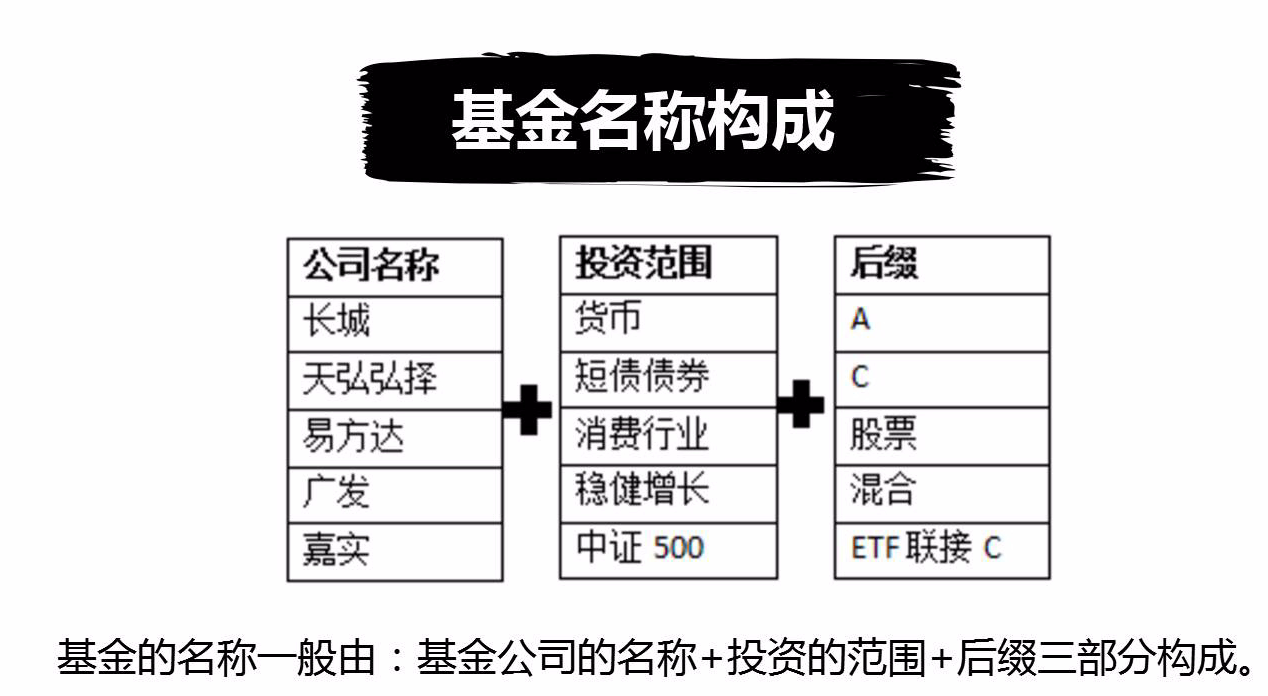 基金名称构成
公司名称 投资范围 后缀
长城 货币 A
天弘弘择 短债债券 C
易方达 消费行业 股票
广发 稳健增长 混合
嘉实 中证 500 ETF 联接 C
基金的名称一般由：基金公司的名称+投资的范围+后缀三部分构成。